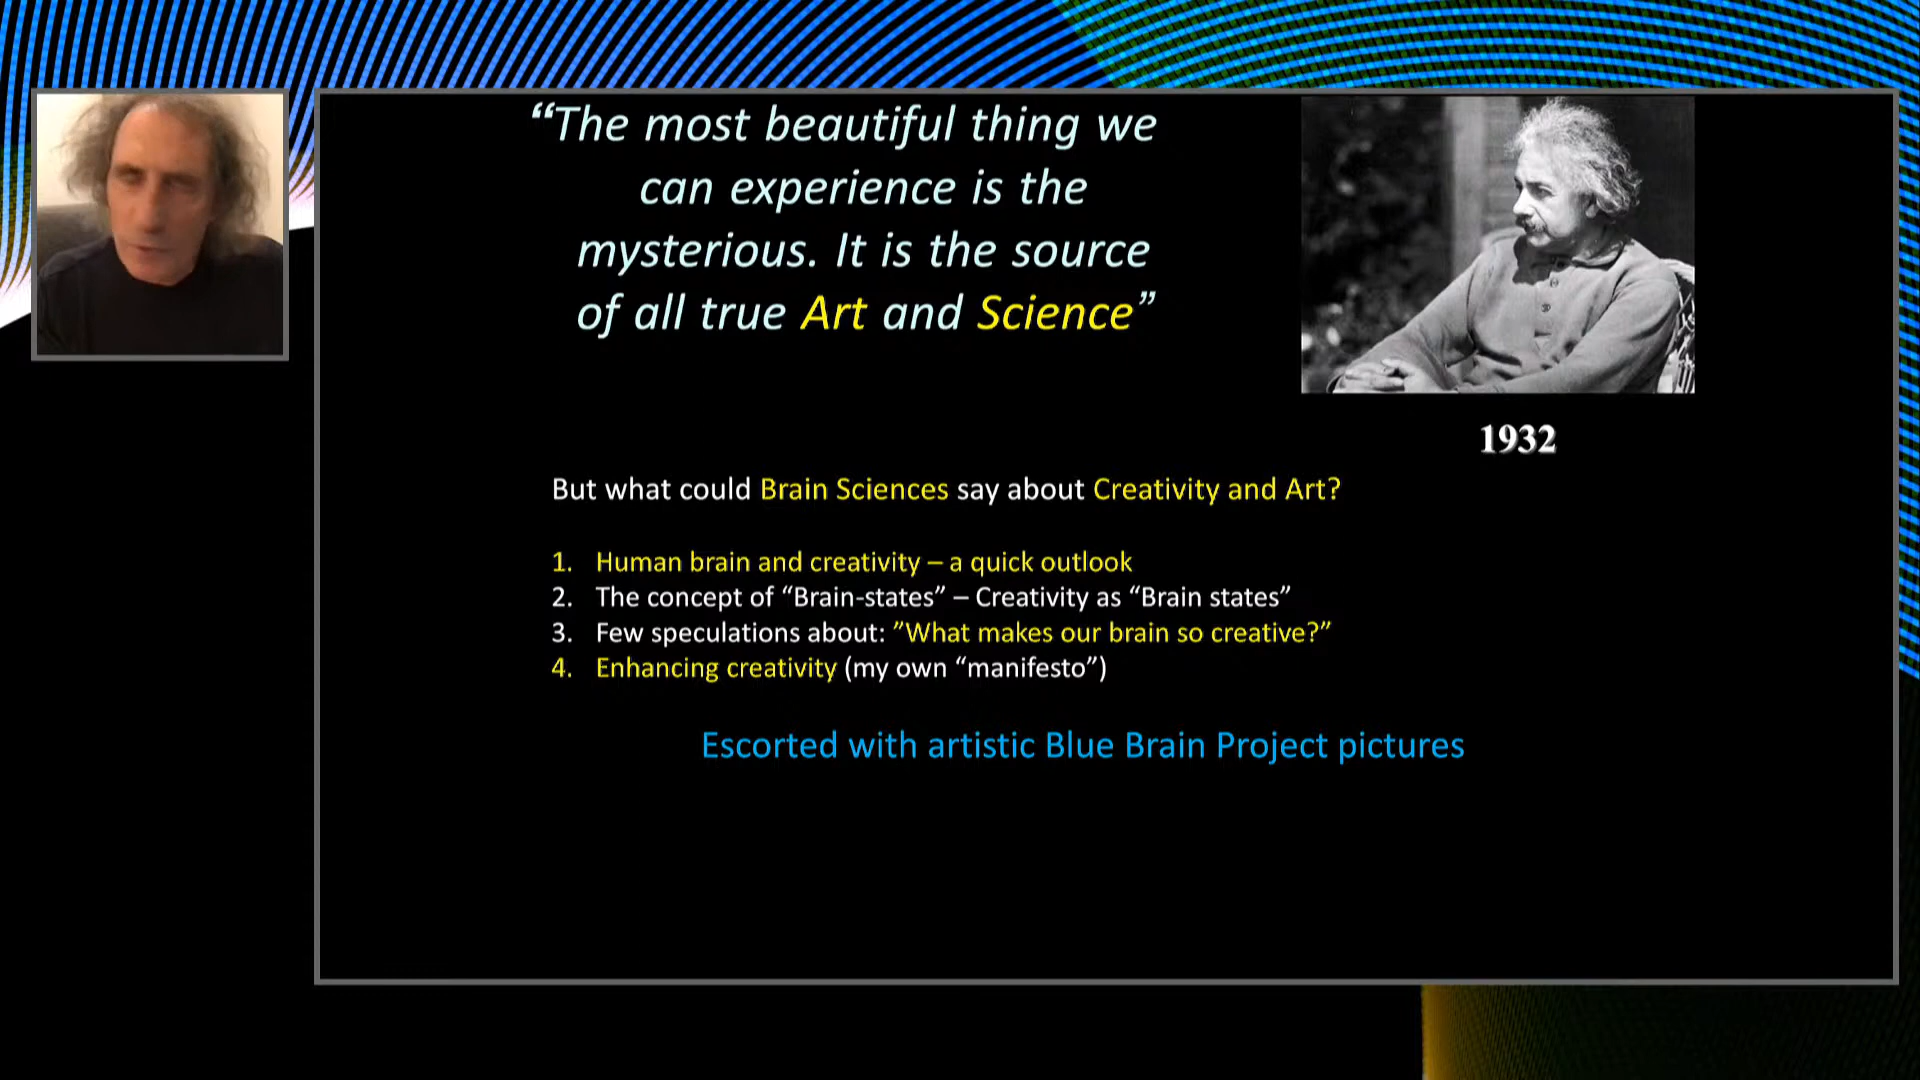 “The most beautiful thing we
can experience is the
mysterious. It is the source
of all true Art and Science”
1932
But what could Brain Sciences say about Creativity and Art?
1. Human brain and creativity – a quick outlook
2. The concept of “Brain-states” – Creativity as “Brain states”
3. Few speculations about: ”What makes our brain so creative?”
4. Enhancing creativity (my own “manifesto”)
Escorted with artistic Blue Brain Project pictures